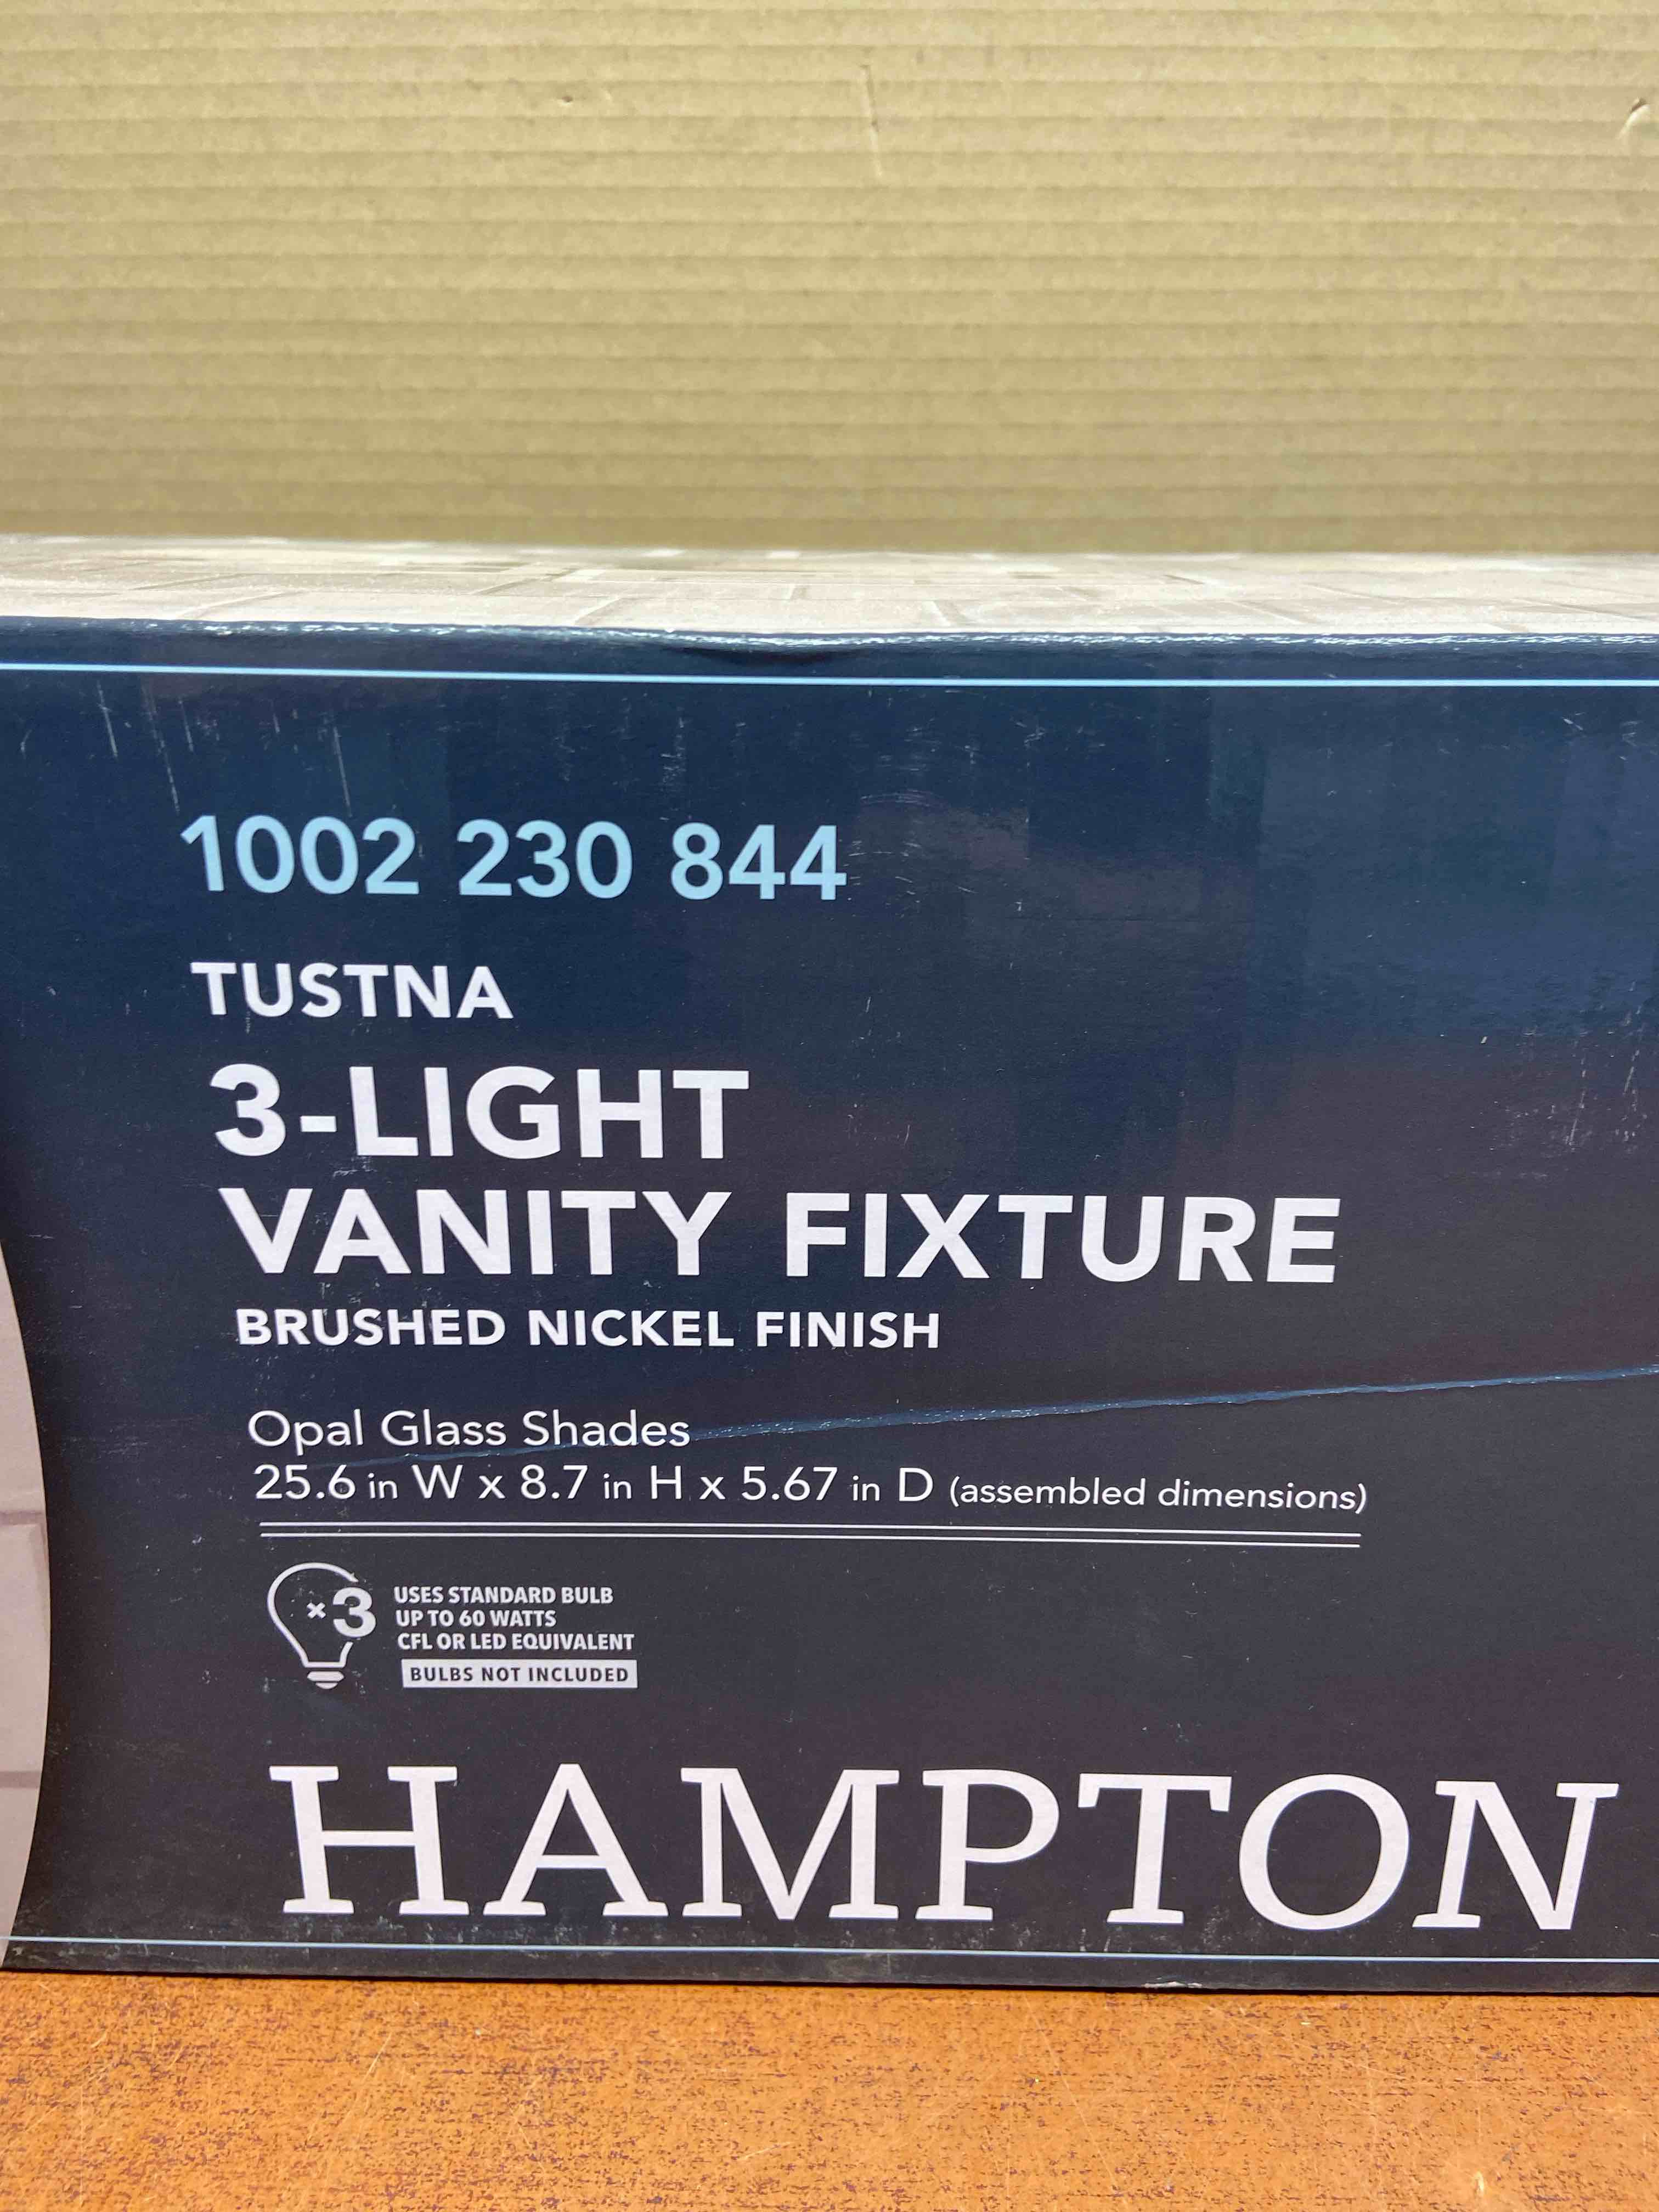 1002 230 844
TUSTNA
3-LIGHT
VANITY FIXTURE
BRUSHED NICKEL FINISH
Opal Glass Shades
25.6 in W x 8.7 in H x 5.67 in D (assembled dimensions)
×3
USES STANDARD BULB
UP TO 60 WATTS
CFL OR LED EQUIVALENT
BULBS NOT INCLUDED
HAMPTON